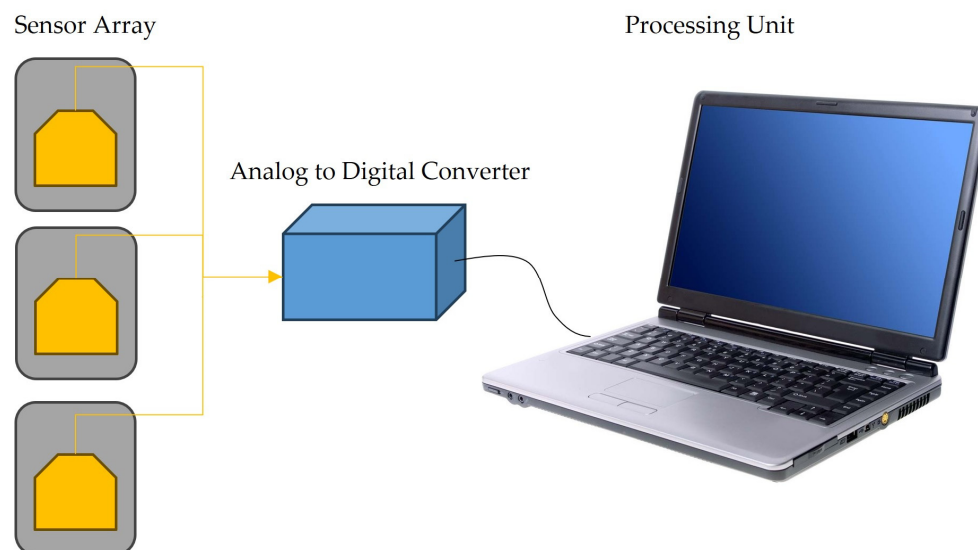 Sensor Array
Processing Unit
Analog to Digital Converter